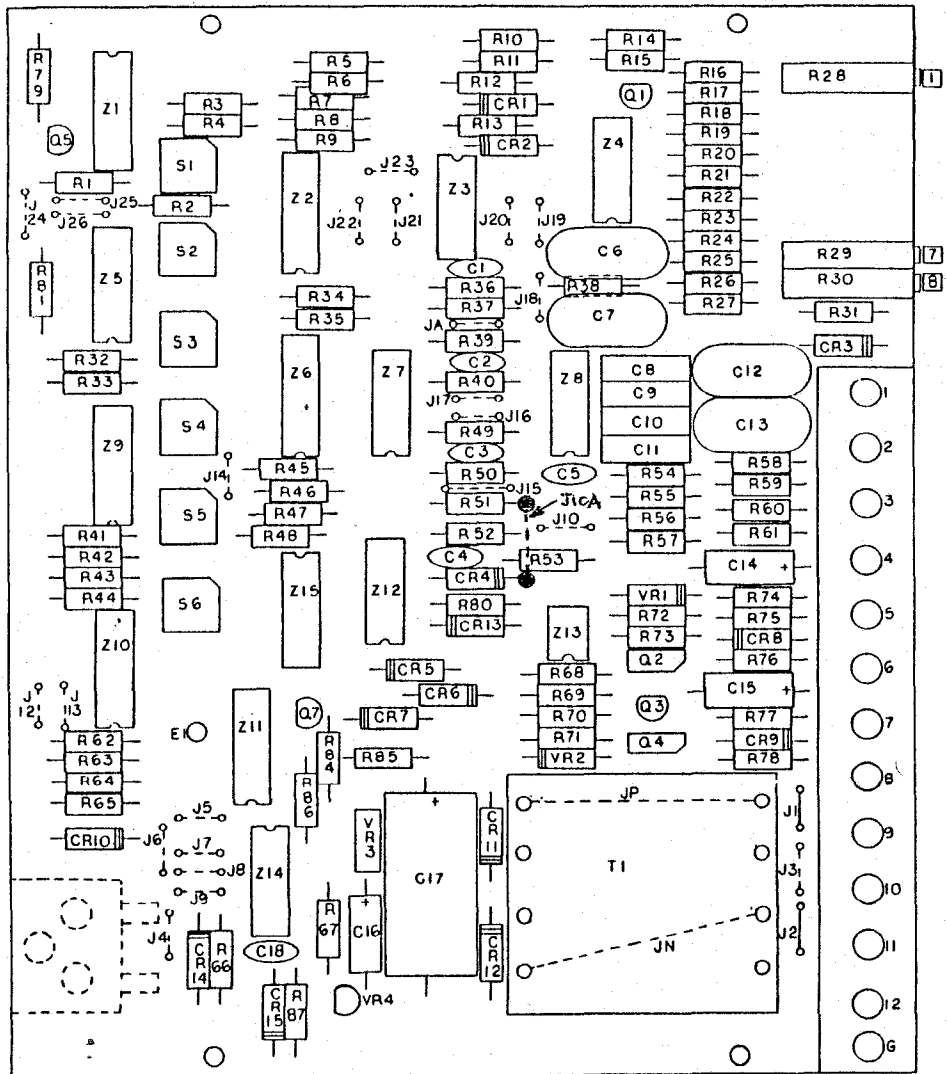 R10
R14
R79
R5
R11
R15
R6
R12
R16
R28
1
Z1
R3
R7
CR1
Q1
R17
R4
R8
R13
R18
Q5
R9
CR2
Z4
R19
S1
J23
R20
R1
Z2
Z3
R21
J24
J25
R2
R22
J26
J22
J21
J20
J19
R23
S2
C6
R24
R81
Z5
C1
R25
R29
7
R34
R36
R38
R26
R30
8
R35
R37
J18
C7
R27
R31
S3
JA
R39
CR3
R32
Z6
Z7
C2
Z8
C8
C12
R33
R40
C9
1
J17
S4
J16
C10
C13
Z9
R49
2
C3
C11
J14
R45
R50
C5
R54
R58
R46
J15
R55
R59
S5
R47
R51
J10A
R56
R60
3
R41
R48
R52
J10
R57
R61
R42
C4
R53
C14
+
4
R43
Z15
Z12
CR4
R44
S6
R80
VR1
R74
CR13
Z13
R72
R75
5
Z10
R73
CR8
CR5
R68
Q2
R76
6
J12
J13
CR6
R69
C15
+
Q7
CR7
R70
Q3
R77
7
R62
E1
Z11
R84
R71
Q4
CR9
R63
R85
VR2
R78
R64
R86
+
8
R65
J5
VR3
C17
CR11
JP
J1
CR10
J6
J7
9
J8
Z14
T1
J3
J9
+
10
J4
R67
C16
J2
CR14
R66
C18
CR12
JN
11
CR15
R87
VR4
12
G